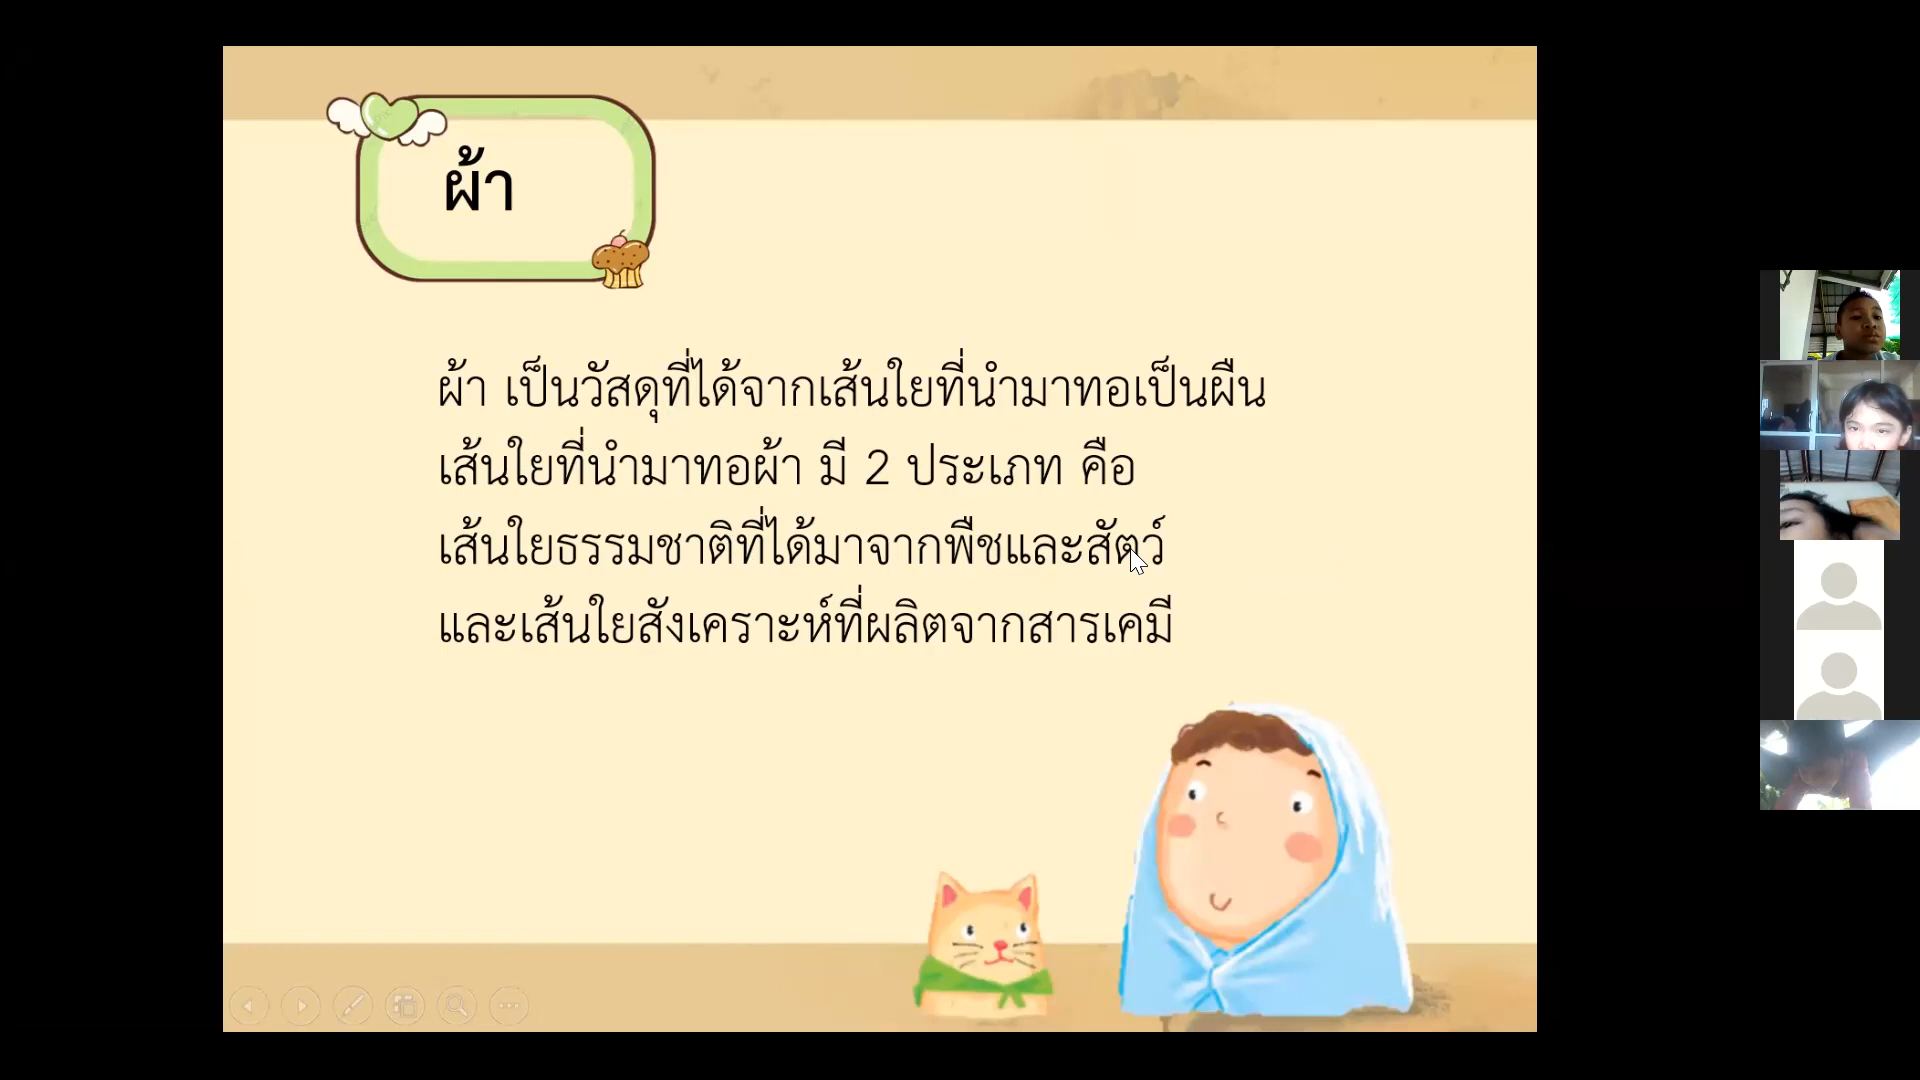 ผ้า
ผ้า เป็นวัสดุที่ได้จากเส้นใยที่นำมาทอเป็นผืน
เส้นใยที่นำมาทอผ้า มี 2 ประเภท คือ
เส้นใยธรรมชาติที่ได้มาจากพืชและสัตว์
และเส้นใยสังเคราะห์ที่ผลิตจากสารเคมี